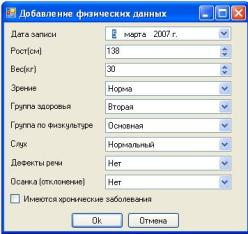 Добавление физических данных
Дата записи 5 марта 2007 г.
Рост(см) 138
Вес(кг) 30
Зрение Норма
Группа здоровья Вторая
Группа по физкультуре Основная
Слух Нормальный
Дефекты речи Нет
Осанка (отклонение) Нет
Имеются хронические заболевания
Ok Отмена